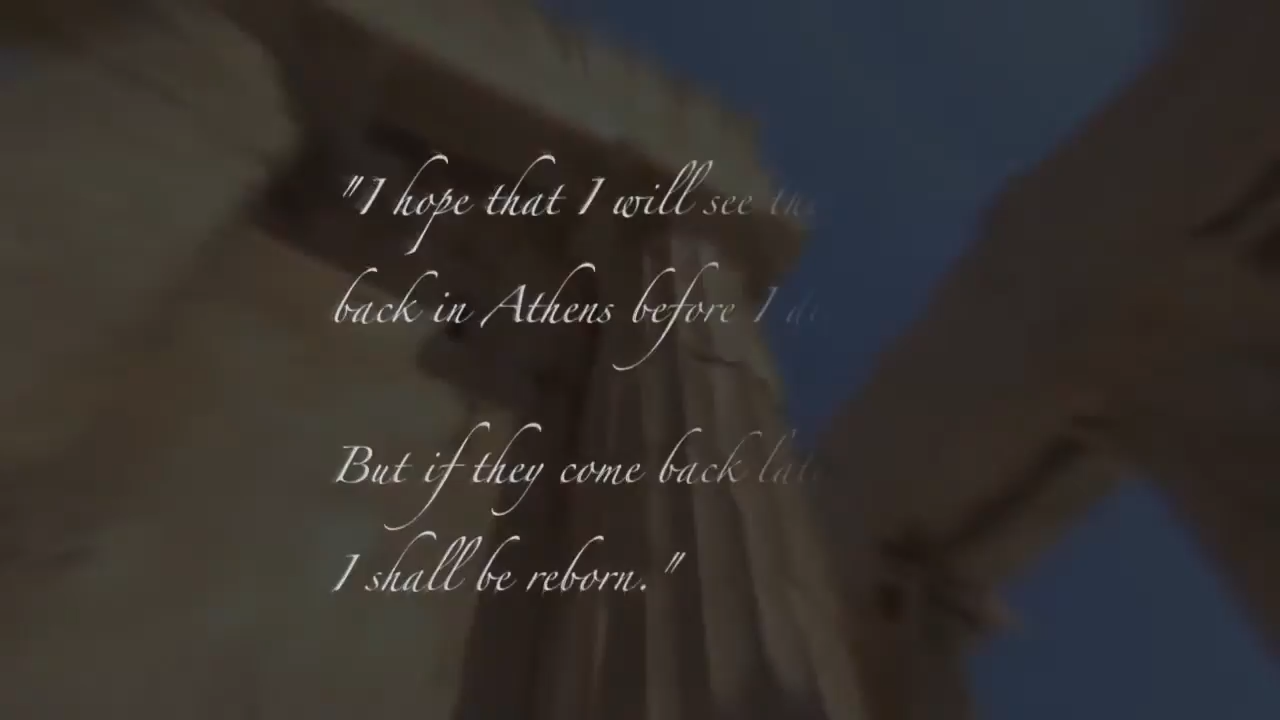 "I hope that I will see
back in Athens before I
But if they come back
I shall be reborn."